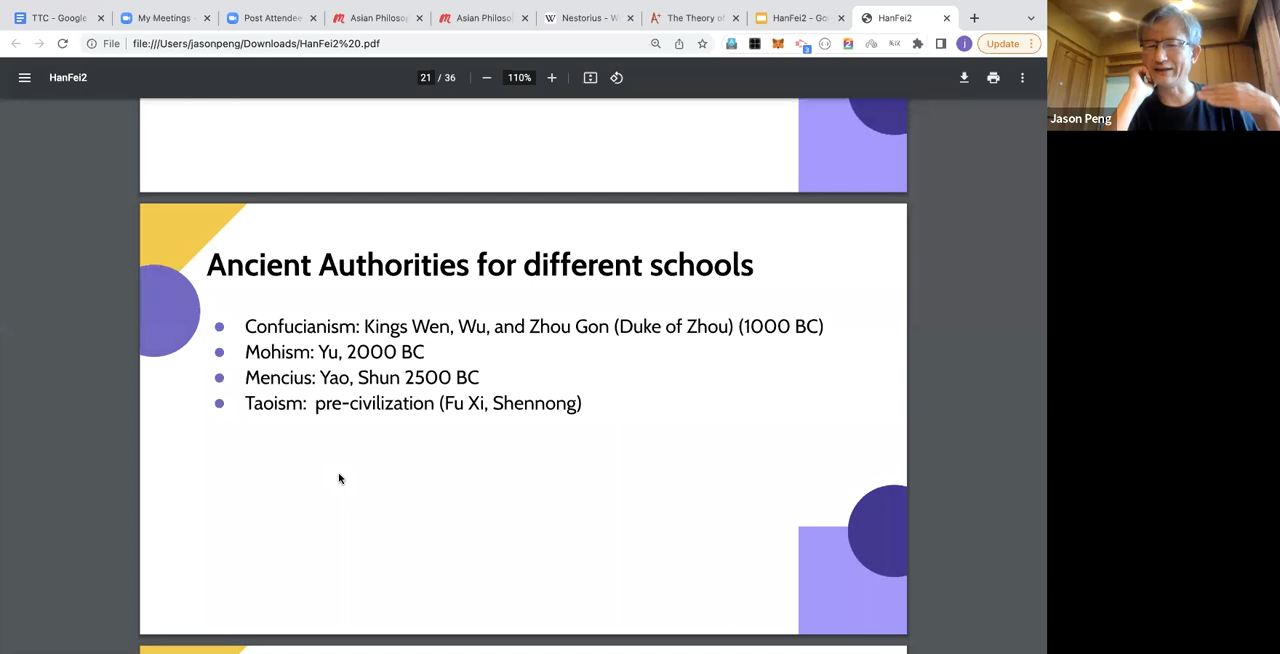 TTC - Google
My Meetings -
Post Attendee
Asian Philosop
Asian Philosop
Nestorius - W
The Theory of
HanFei2 - Go
HanFei2
File
file:///Users/jasonpeng/Downloads/HanFei2%20.pdf
Update
HanFei2
21 / 36
110%
Jason Peng
Ancient Authorities for different schools
Confucianism: Kings Wen, Wu, and Zhou Gon (Duke of Zhou) (1000 BC)
Mohism: Yu, 2000 BC
Mencius: Yao, Shun 2500 BC
Taoism: pre-civilization (Fu Xi, Shennong)